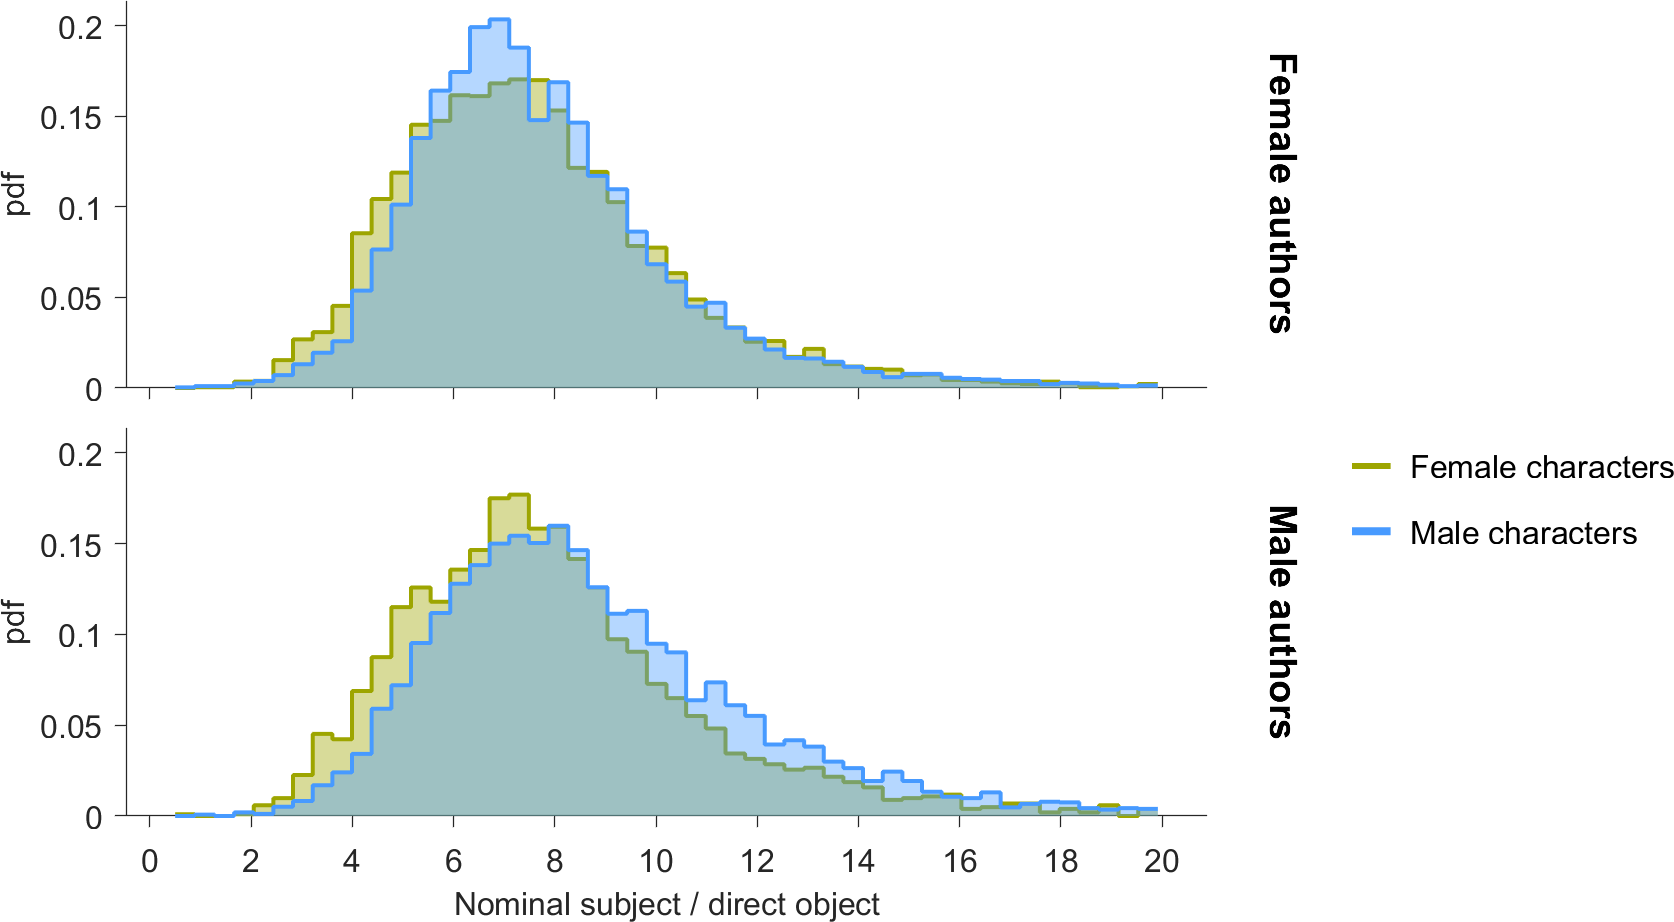 0.2
0.15
0.1
0.05
0
pdf
Female authors
0.2
0.15
0.1
0.05
0
pdf
Male authors
Female characters
Male characters
0 2 4 6 8 10 12 14 16 18 20
Nominal subject / direct object